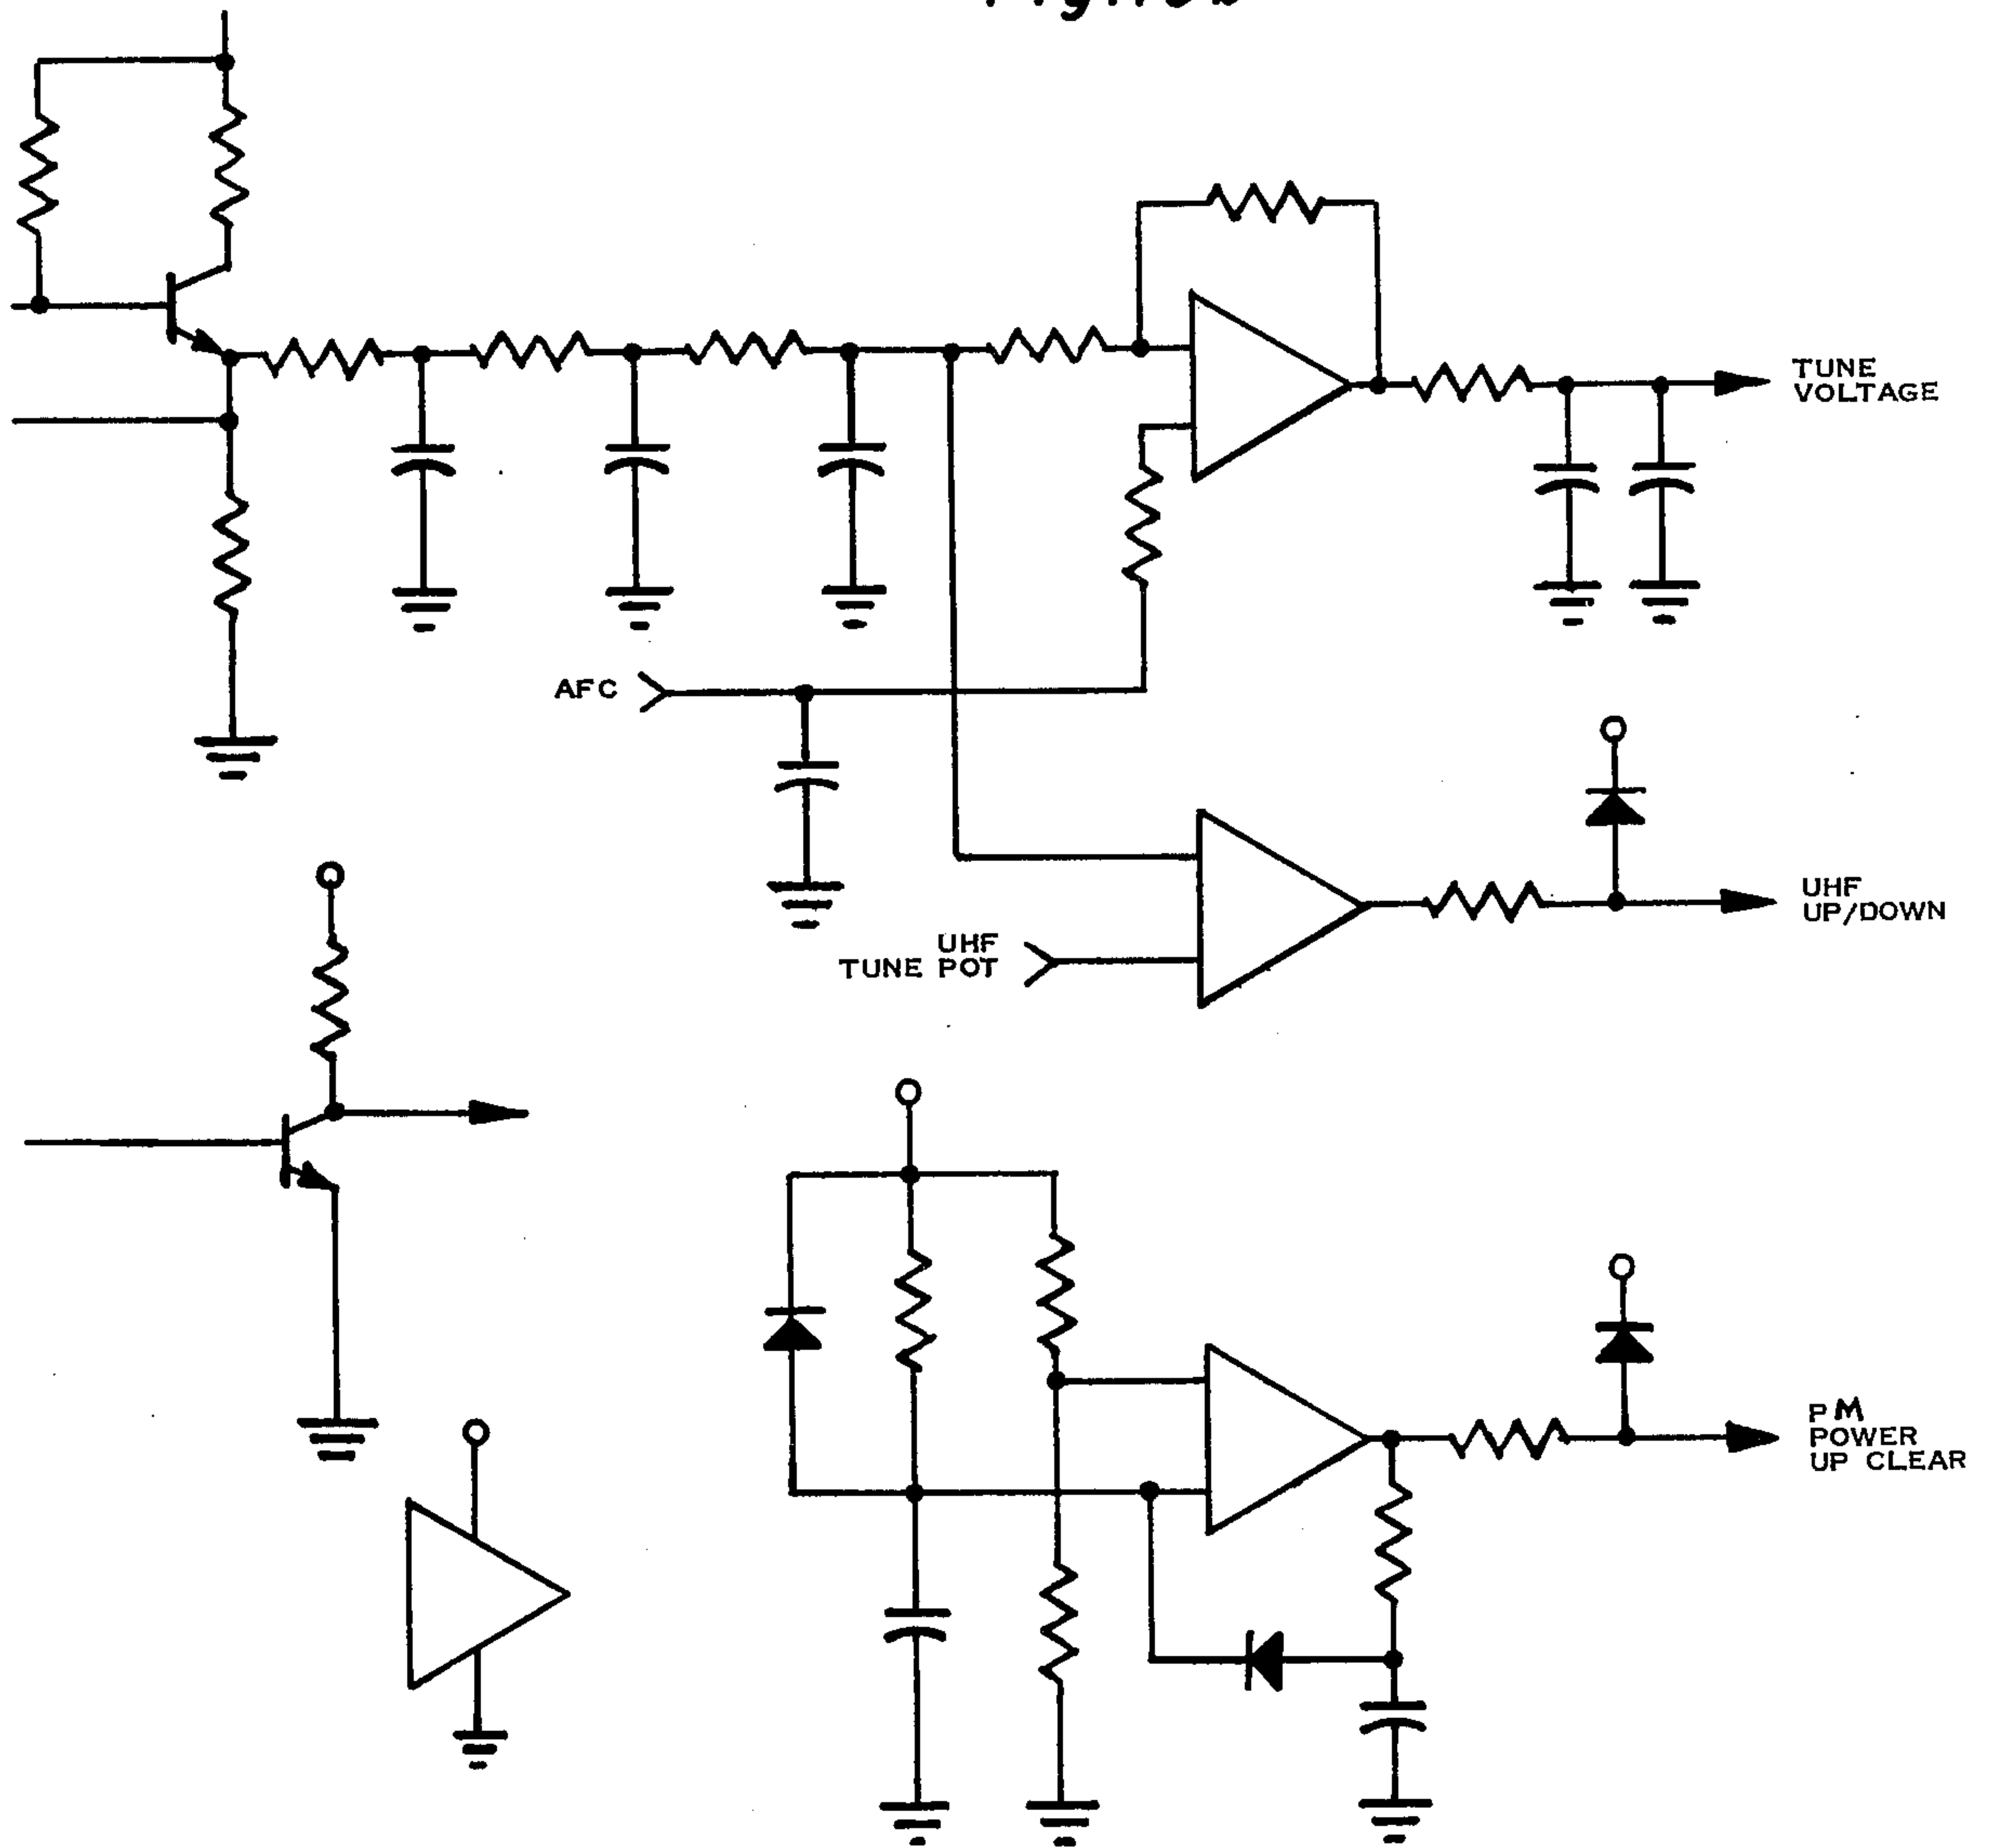 TUNE
VOLTAGE
AFC
UHF
UP/DOWN
UHF
TUNE POT
PM
POWER
UP CLEAR